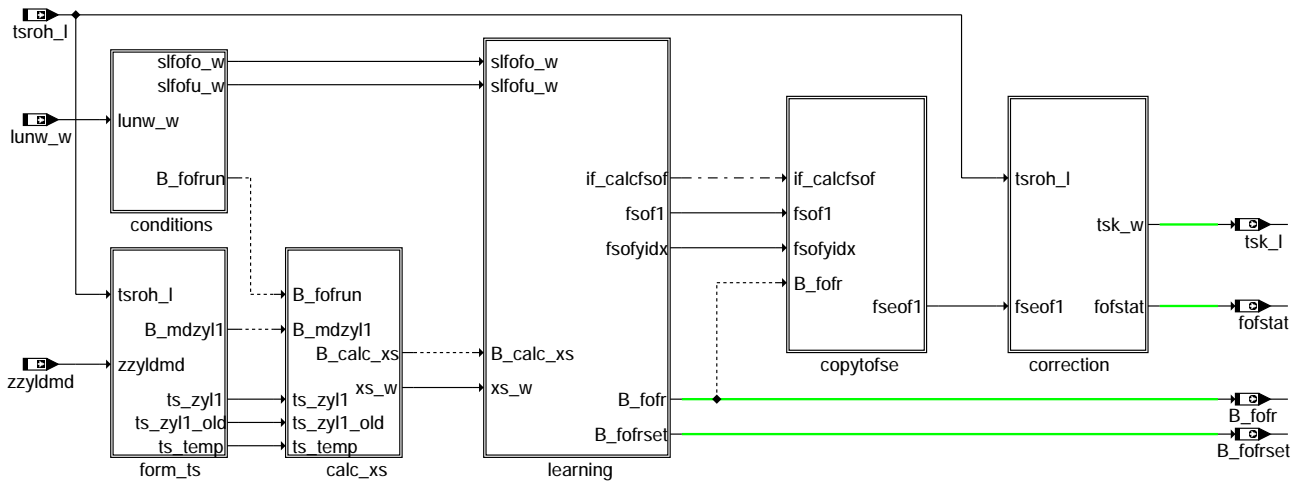 tsroh_l
lunw_w
zzyldmd
slfofo_w
slfofu_w
lunw_w
B_fofrun
conditions
tsroh_l
B_mdzyl1
zzyldmd
ts_zyl1
ts_zyl1_old
ts_temp
form_ts
B_fofrun
B_mdzyl1
B_calc_xs
xs_w
ts_zyl1
ts_zyl1_old
ts_temp
calc_xs
slfofo_w
slfofu_w
if_calcfsof
fsof1
fsofyidx
B_calc_xs
xs_w
B_fofr
B_fofrset
learning
if_calcfsof
fsof1
fsofyidx
B_fofr
fseof1
copytofse
tsroh_l
tsk_w
fseof1
fofstat
correction
tsk_l
fofstat
B_fofr
B_fofrset